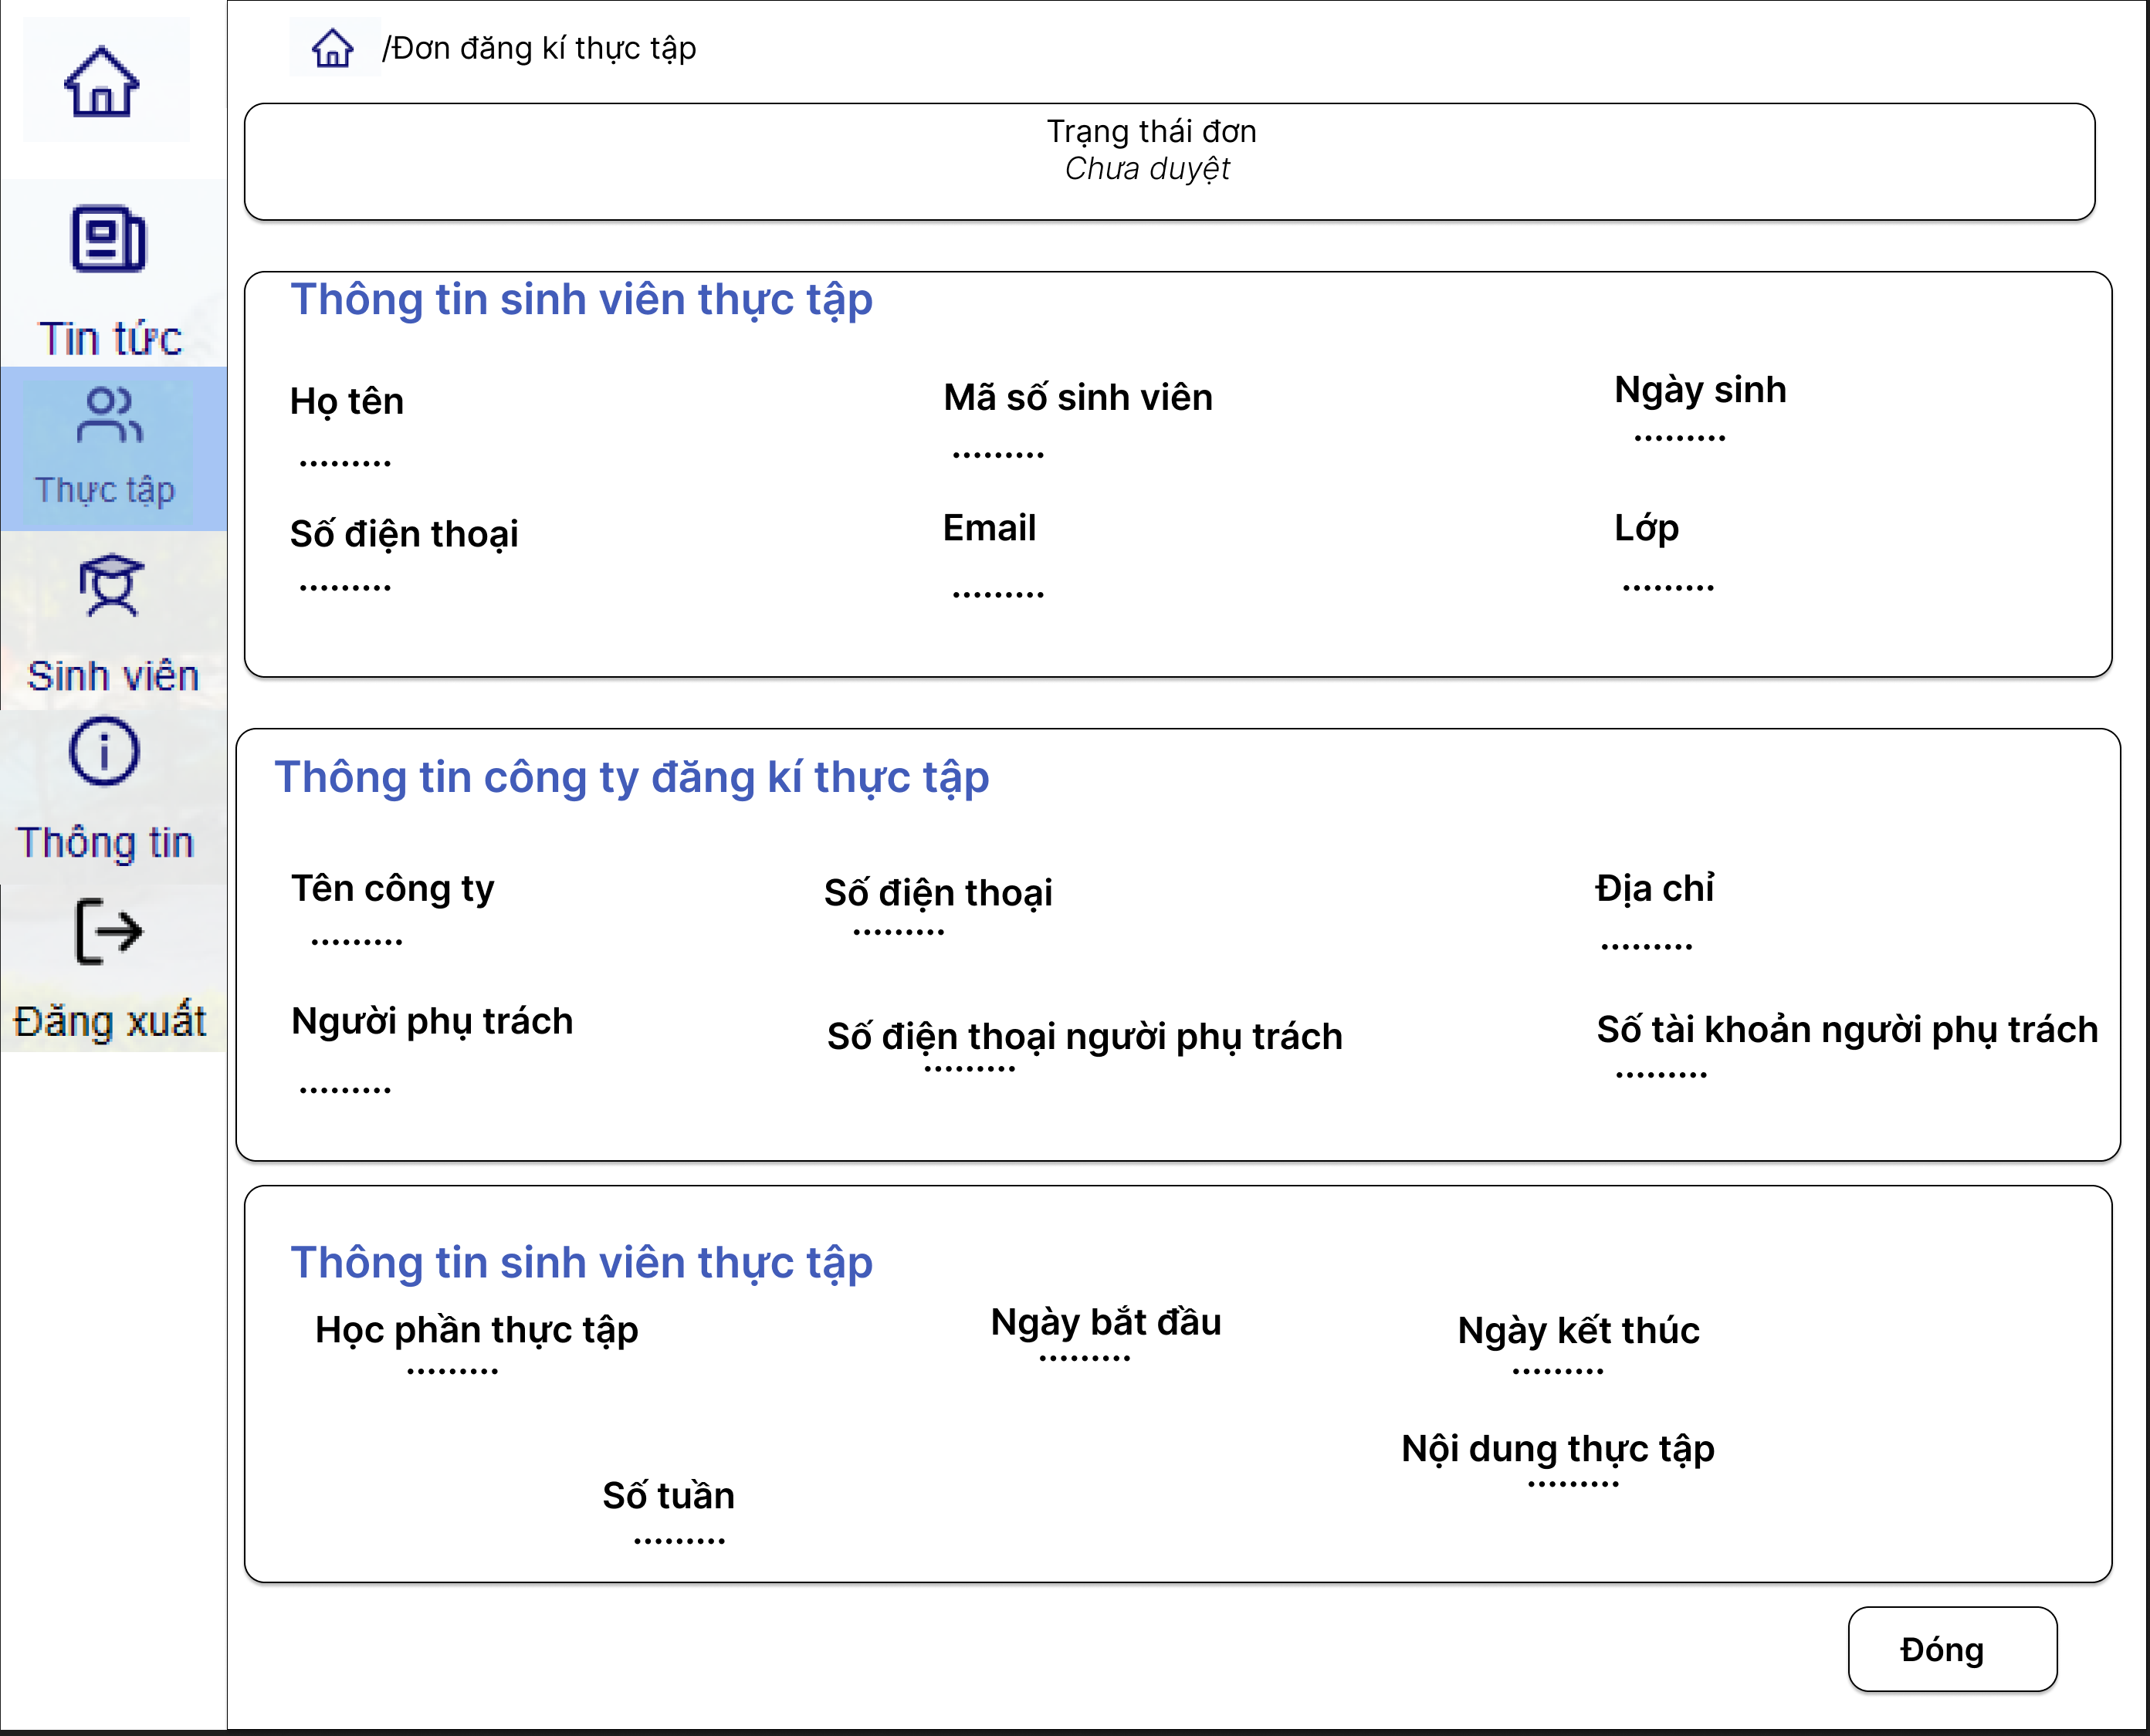 /Đơn đăng kí thực tập
Trạng thái đơn
Chưa duyệt
Tin tức
Thực tập
Sinh viên
Thông tin
Đăng xuất
Thông tin sinh viên thực tập
Họ tên
.........
Mã số sinh viên
.........
Ngày sinh
.........
Số điện thoại
.........
Email
.........
Lớp
.........
Thông tin công ty đăng kí thực tập
Tên công ty
.........
Số điện thoại
.........
Địa chỉ
.........
Người phụ trách
.........
Số điện thoại người phụ trách
.........
Số tài khoản người phụ trách
.........
Thông tin sinh viên thực tập
Học phần thực tập
.........
Ngày bắt đầu
.........
Ngày kết thúc
.........
Số tuần
.........
Nội dung thực tập
.........
Đóng